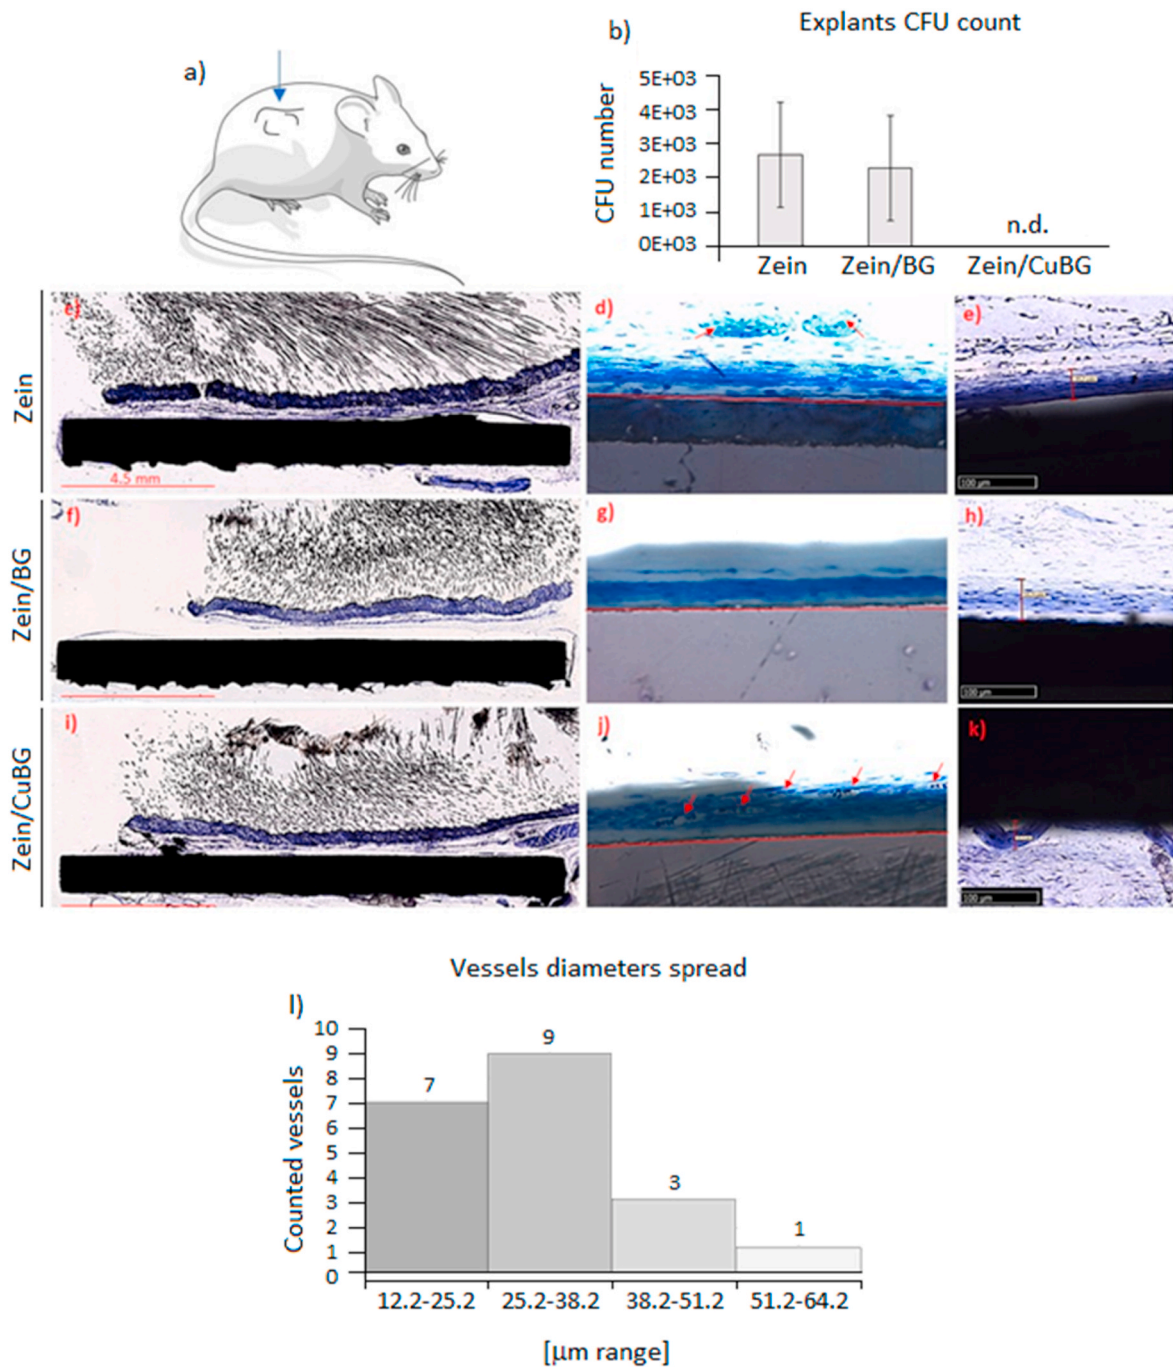 Explants CFU count
b)
a)
5E+03
4E+03
3E+03
2E+03
1E+03
0E+03
CFU number
n.d.
Zein
Zein/BG
Zein/CuBG
Zein
d)
e)
4.5 mm
100 µm
Zein/BG
f)
g)
h)
100 µm
Zein/CuBG
i)
j)
k)
100 µm
Vessels diameters spread
l)
10
9
8
7
6
5
4
3
2
1
0
Counted vessels
7
9
3
1
12.2-25.2
25.2-38.2
38.2-51.2
51.2-64.2
[µm range]